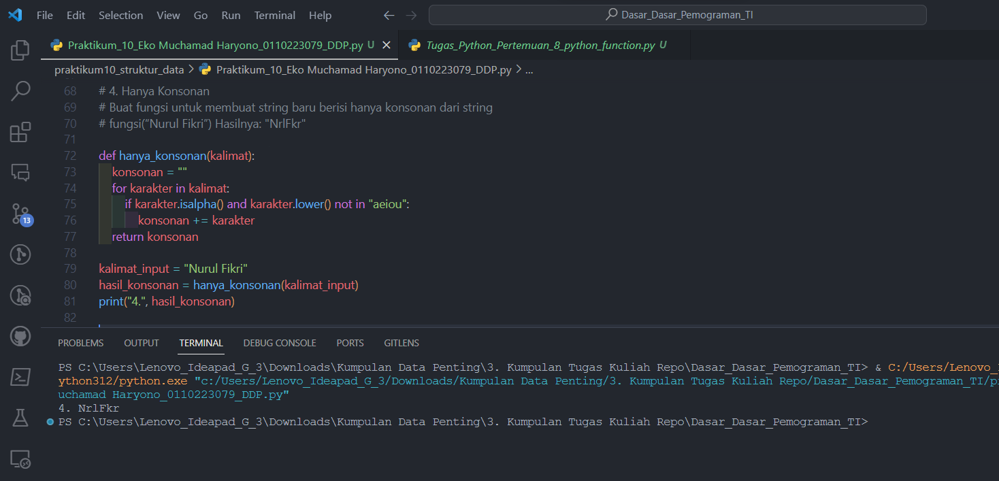 File Edit Selection View Go Run Terminal Help Dasar_Dasar_Pemograman_TI
Praktikum_10_Eko Muchamad Haryono_0110223079_DDP.py U Tugas_Python_Pertemuan_8_python_function.py U
praktikum10_struktur_data > Praktikum_10_Eko Muchamad Haryono_0110223079_DDP.py > ...
68 # 4. Hanya Konsonan
69 # Buat fungsi untuk membuat string baru berisi hanya konsonan dari string
70 # fungsi(“Nurul Fikri”) Hasilnya: "NrlFkr"
71
72 def hanya_konsonan(kalimat):
73 konsonan = ""
74 for karakter in kalimat:
75 if karakter.isalpha() and karakter.lower() not in "aeiou":
76 konsonan += karakter
77 return konsonan
78
79 kalimat_input = "Nurul Fikri"
80 hasil_konsonan = hanya_konsonan(kalimat_input)
81 print("4.", hasil_konsonan)
82
13
PROBLEMS OUTPUT TERMINAL DEBUG CONSOLE PORTS GITLENS
PS C:\Users\Lenovo_Ideapad_G_3\Downloads\Kumpulan Data Penting\3. Kumpulan Tugas Kuliah Repo\Dasar_Dasar_Pemograman_TI> & C:/Users/Lenovo_
ython312/python.exe "c:/Users/Lenovo_Ideapad_G_3/Downloads/Kumpulan Data Penting/3. Kumpulan Tugas Kuliah Repo/Dasar_Dasar_Pemograman_TI/p
uchamad Haryono_0110223079_DDP.py"
4. NrlFkr
PS C:\Users\Lenovo_Ideapad_G_3\Downloads\Kumpulan Data Penting\3. Kumpulan Tugas Kuliah Repo\Dasar_Dasar_Pemograman_TI>